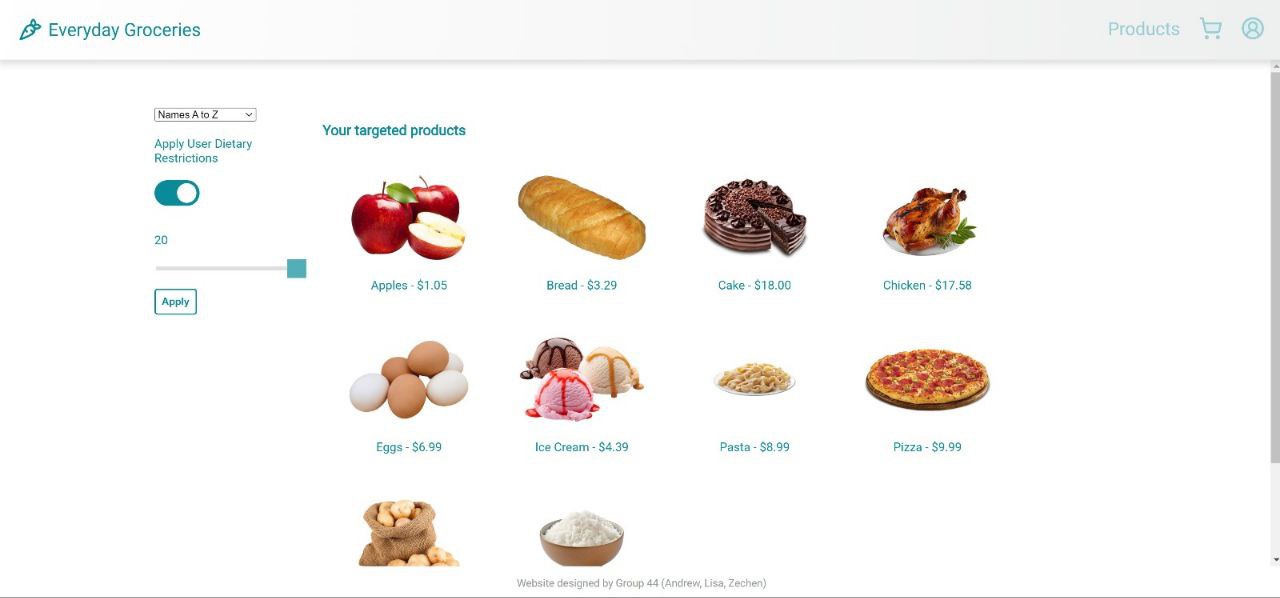 Everyday Groceries
Products
Names A to Z
Apply User Dietary
Restrictions
20
Apply
Your targeted products
Apples - $1.05
Bread - $3.29
Cake - $18.00
Chicken - $17.58
Eggs - $6.99
Ice Cream - $4.39
Pasta - $8.99
Pizza - $9.99
Website designed by Group 44 (Andrew, Lisa, Zechen)